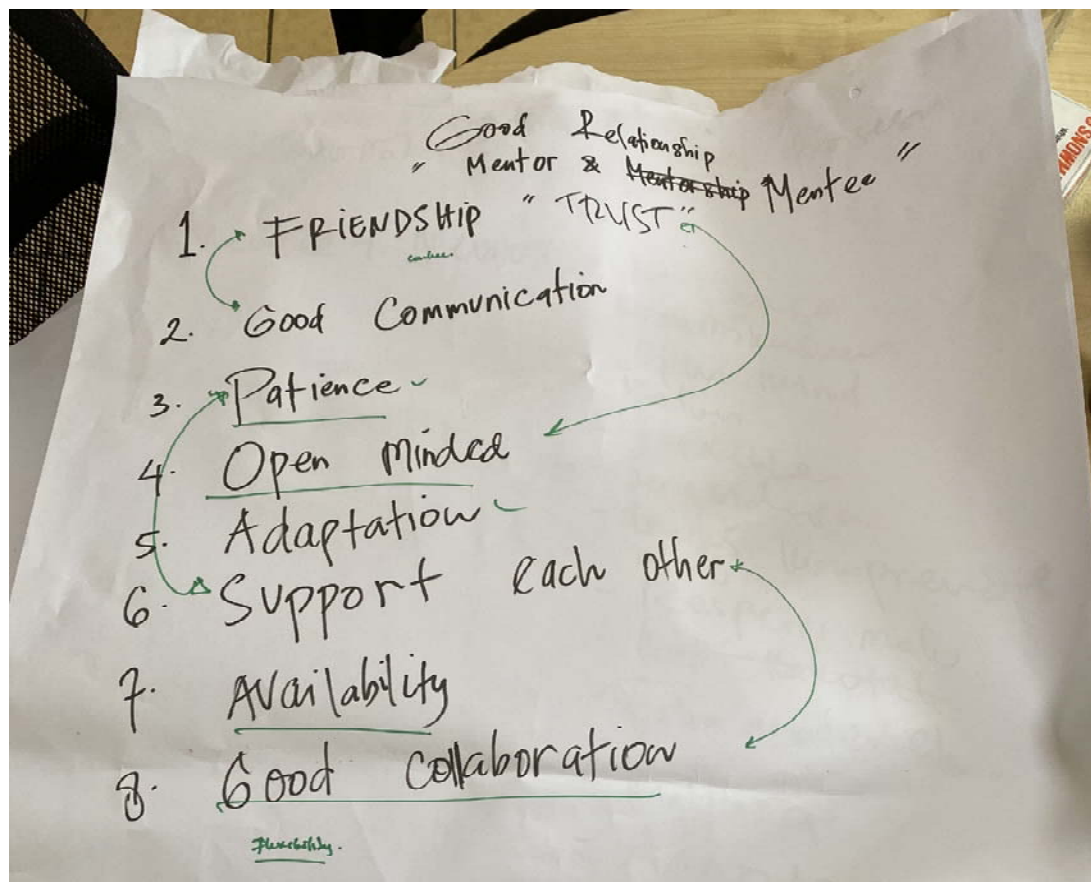 Good Relationship
" Mentor & Mentorship Mentee "
1. FRIENDSHIP "TRUST"
2. Good Communication
3. Patience
4. Open Minded
5. Adaptation
6. Support each other
7. Availability
8. Good Collaboration
Flexibility.